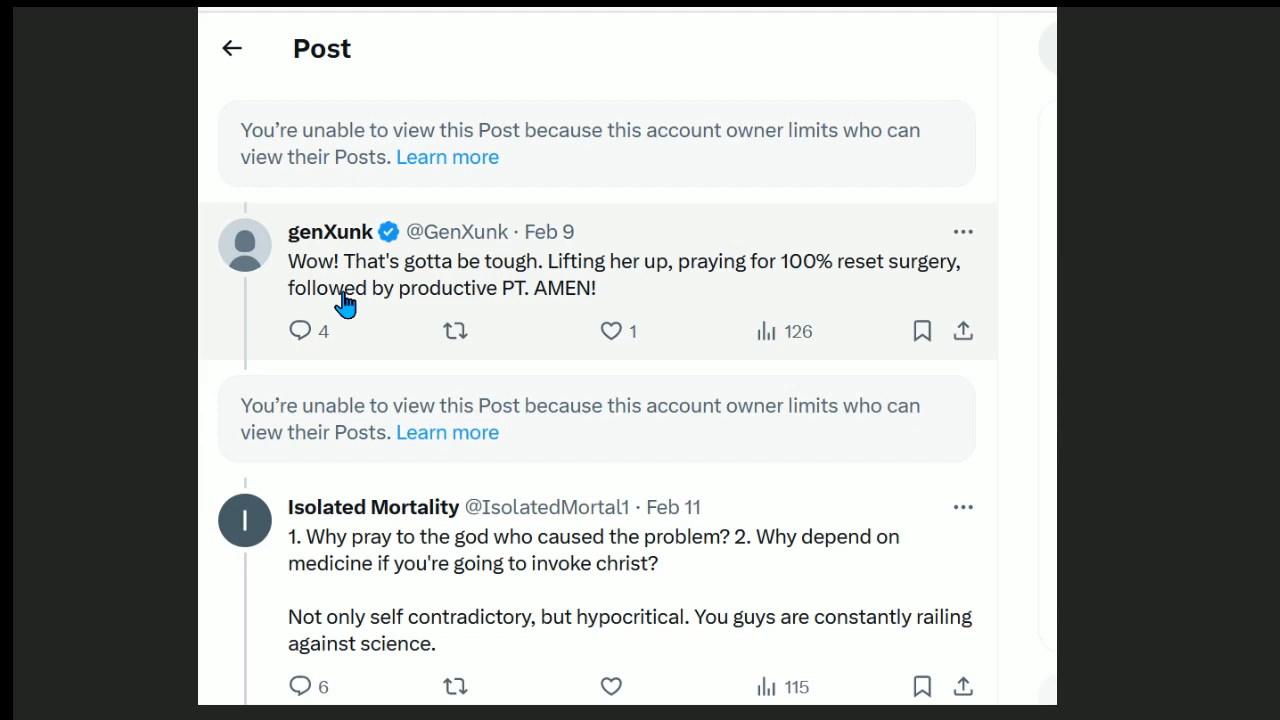 Post
You’re unable to view this Post because this account owner limits who can
view their Posts. Learn more
genXunk @GenXunk · Feb 9
Wow! That's gotta be tough. Lifting her up, praying for 100% reset surgery,
followed by productive PT. AMEN!
4 1 126
You’re unable to view this Post because this account owner limits who can
view their Posts. Learn more
I
Isolated Mortality @IsolatedMortal1 · Feb 11
1. Why pray to the god who caused the problem? 2. Why depend on
medicine if you're going to invoke christ?
Not only self contradictory, but hypocritical. You guys are constantly railing
against science.
6 115